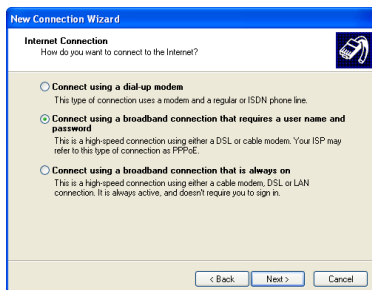 New Connection Wizard
Internet Connection
How do you want to connect to the Internet?
Connect using a dial-up modem
This type of connection uses a modem and a regular or ISDN phone line.
Connect using a broadband connection that requires a user name and
password
This is a high-speed connection using either a DSL or cable modem. Your ISP may
refer to this type of connection as PPPoE.
Connect using a broadband connection that is always on
This is a high-speed connection using either a cable modem, DSL or LAN
connection. It is always active, and doesn't require you to sign in.
< Back
Next >
Cancel